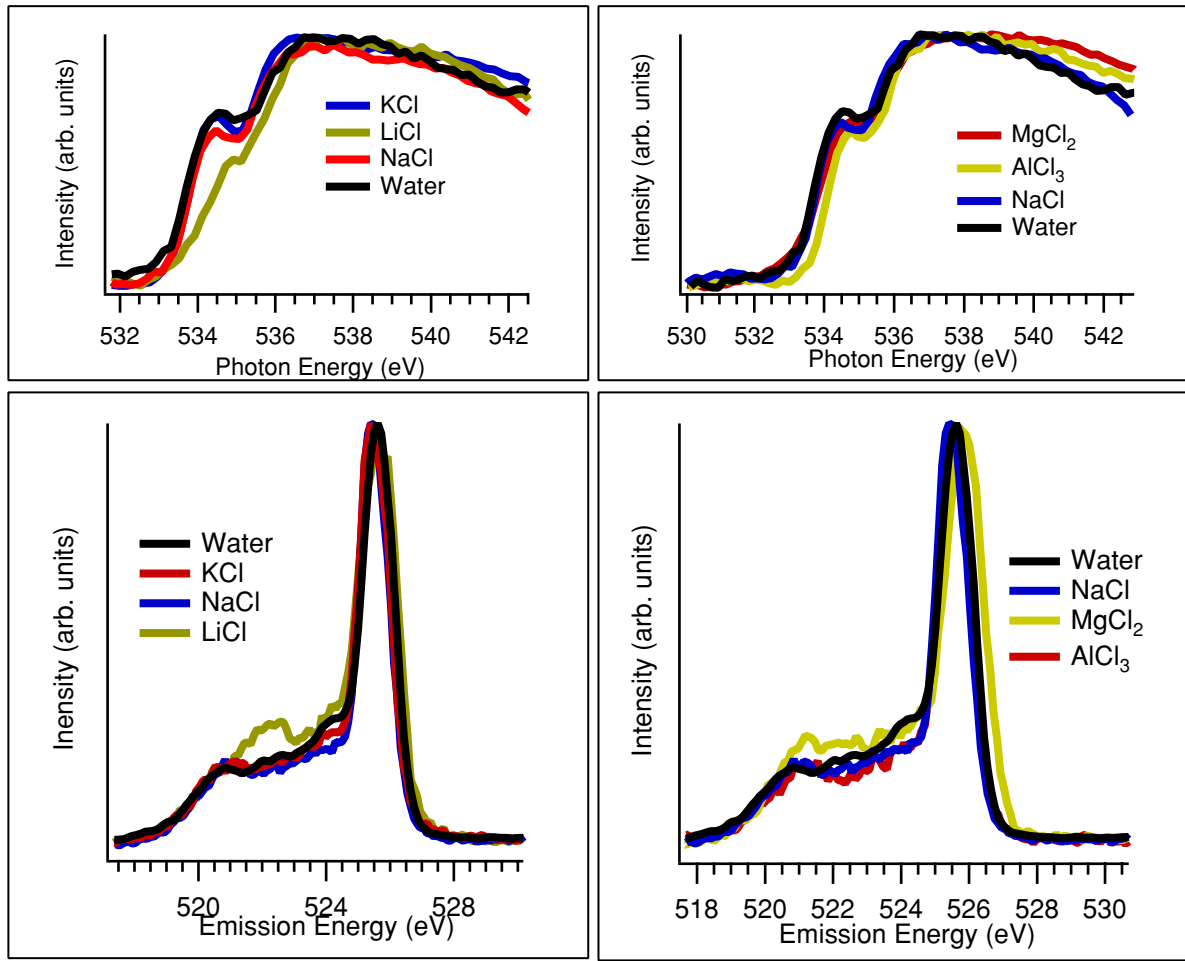 Intensity (arb. units)
KCl
LiCl
NaCl
Water
532 534 536 538 540 542
Photon Energy (eV)
Intensity (arb. units)
MgCl2
AlCl3
NaCl
Water
530 532 534 536 538 540 542
Photon Energy (eV)
Inensity (arb. units)
Water
KCl
NaCl
LiCl
520 524 528
Emission Energy (eV)
Intensity (arb. units)
Water
NaCl
MgCl2
AlCl3
518 520 522 524 526 528 530
Emission Energy (eV)